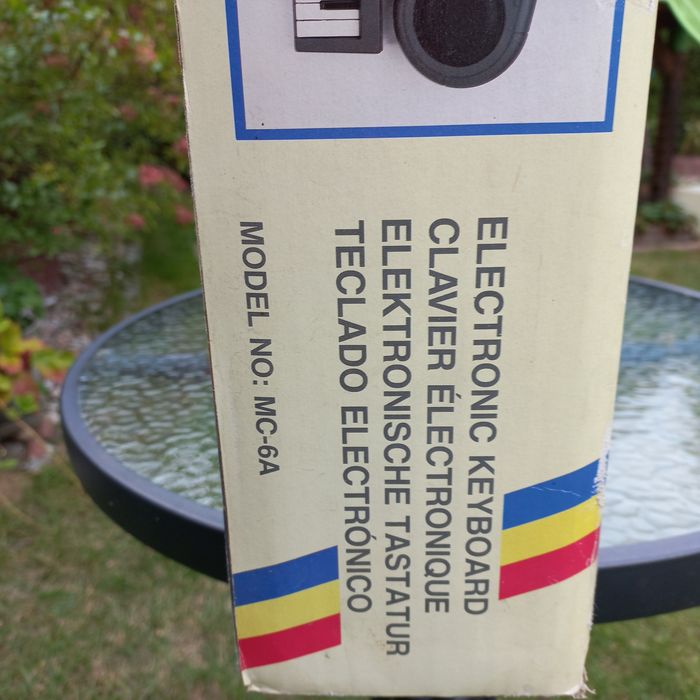 ELECTRONIC KEYBOARD
CLAVIER ÉLECTRONIQUE
ELEKTRONISCHE TASTATUR
TECLADO ELECTRÓNICO
MODEL NO: MC-6A